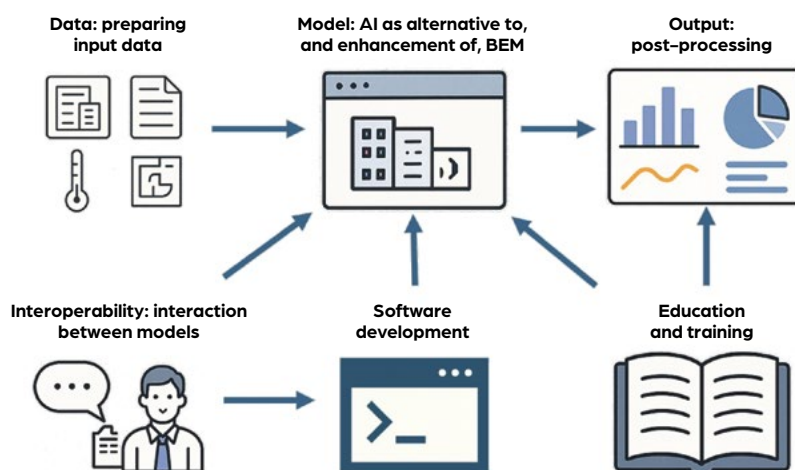 Data: preparing
input data
Model: AI as alternative to,
and enhancement of, BEM
Output:
post-processing
Interoperability: interaction
between models
Software
development
Education
and training